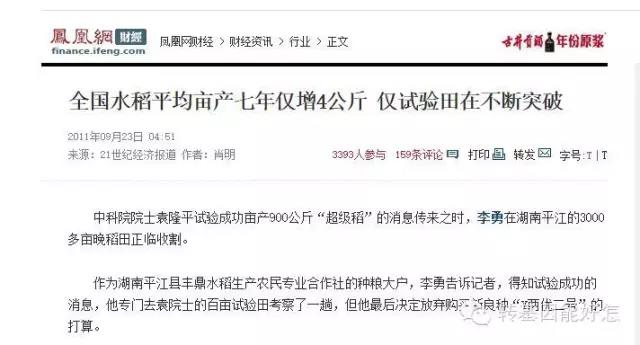 鳳凰網 财经
finance.ifeng.com
凤凰网财经 > 财经资讯 > 行业 > 正文
古井贡酒 年份原浆
全国水稻平均亩产七年仅增4公斤 仅试验田在不断突破
2011年09月23日 04:51
来源：21世纪经济报道 作者：肖明
3393人参与 159条评论 打印 转发 字号:T | T
中科院院士袁隆平试验成功亩产900公斤“超级稻”的消息传来之时，李勇在湖南平江的3000
多亩晚稻田正临收割。
作为湖南平江县丰鼎水稻生产农民专业合作社的种粮大户，李勇告诉记者，得知试验成功的
消息，他专门去袁院士的百亩试验田考察了一趟，但他最后决定放弃购 良种“Y两优二号”的
打算。
转基因能好怎